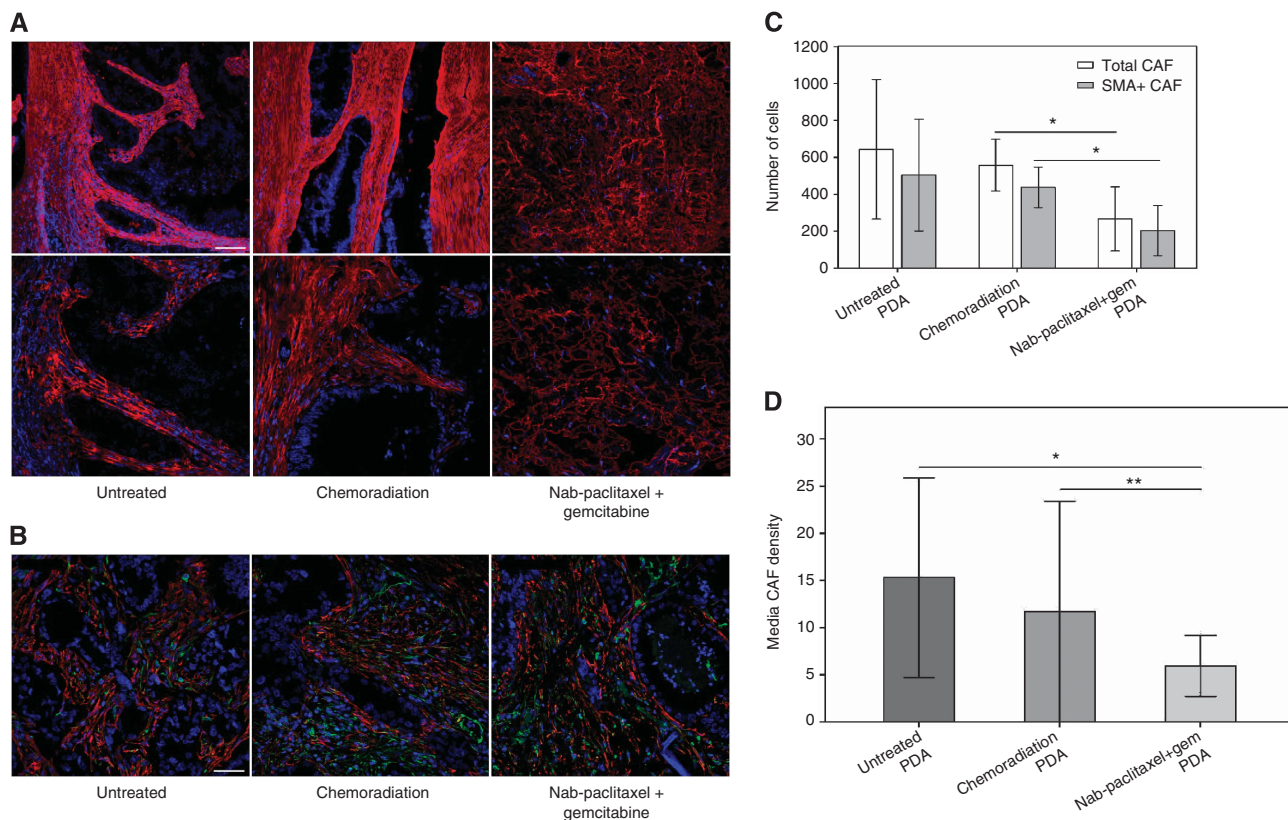 A
Untreated
Chemoradiation
Nab-paclitaxel +
gemcitabine
B
Untreated
Chemoradiation
Nab-paclitaxel +
gemcitabine
C
Number of cells
1200
1000
800
600
400
200
0
Total CAF
SMA+ CAF
*
*
Untreated
PDA
Chemoradiation
PDA
Nab-paclitaxel+gem
PDA
D
Media CAF density
30
25
20
15
10
5
0
*
**
Untreated
PDA
Chemoradiation
PDA
Nab-paclitaxel+gem
PDA